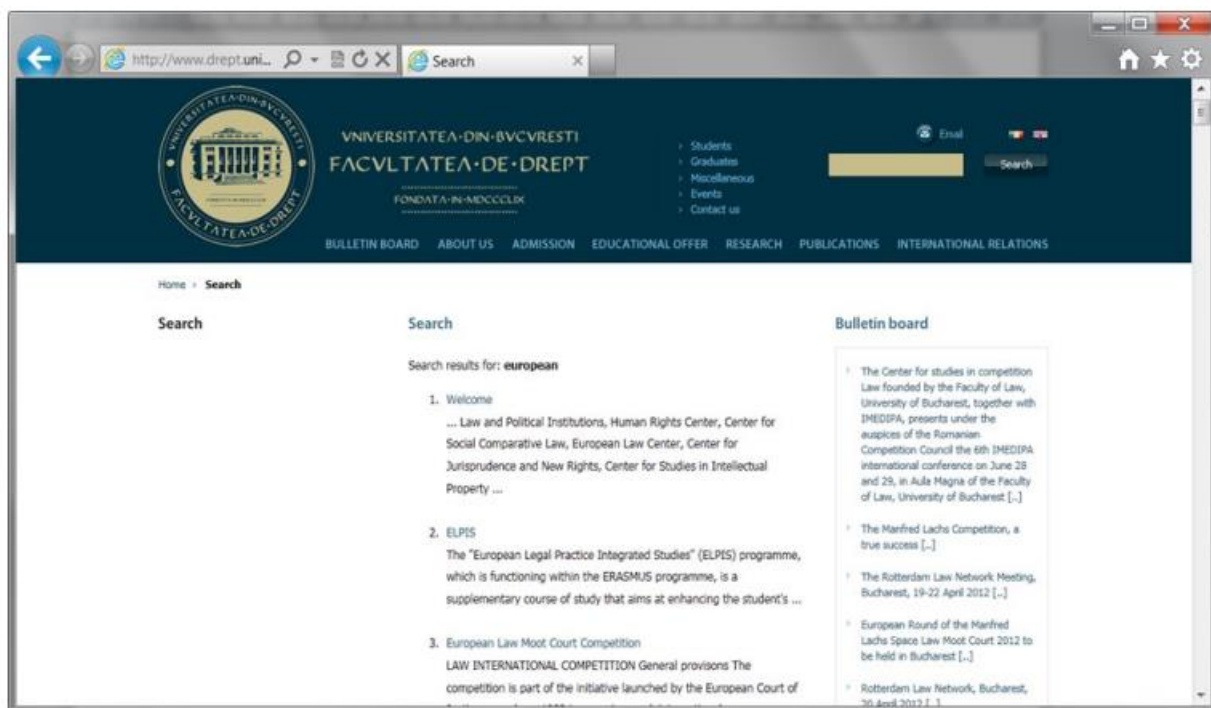 http://www.drept.uni...
Search
VNIVERSITATEA·DIN·BVCVRESTI
FACVLTATEA·DE·DREPT
VNIVERSITATEA·DIN·BVCVRESTI
FACVLTATEA·DE·DREPT
FONDATA·IN·MDCCCLIX
Students
Graduates
Miscellaneous
Events
Contact us
Email
Search
BULLETIN BOARD ABOUT US ADMISSION EDUCATIONAL OFFER RESEARCH PUBLICATIONS INTERNATIONAL RELATIONS
Home › Search
Search
Search
Search results for: european
1. Welcome
... Law and Political Institutions, Human Rights Center, Center for
Social Comparative Law, European Law Center, Center for
Jurisprudence and New Rights, Center for Studies in Intellectual
Property ...
2. ELPIS
The "European Legal Practice Integrated Studies" (ELPIS) programme,
which is functioning within the ERASMUS programme, is a
supplementary course of study that aims at enhancing the student's ...
3. European Law Moot Court Competition
LAW INTERNATIONAL COMPETITION General provisons The
competition is part of the initiative launched by the European Court of
Bulletin board
The Center for studies in competition
Law founded by the Faculty of Law,
University of Bucharest, together with
IMEDIPA, presents under the
auspices of the Romanian
Competition Council the 6th IMEDIPA
international conference on June 28
and 29, in Aula Magna of the Faculty
of Law, University of Bucharest [..]
The Manfred Lachs Competition, a
true success [..]
The Rotterdam Law Network Meeting,
Bucharest, 19-22 April 2012 [..]
European Round of the Manfred
Lachs Space Law Moot Court 2012 to
be held in Bucharest [..]
Rotterdam Law Network, Bucharest,
20 April 2012 [..]